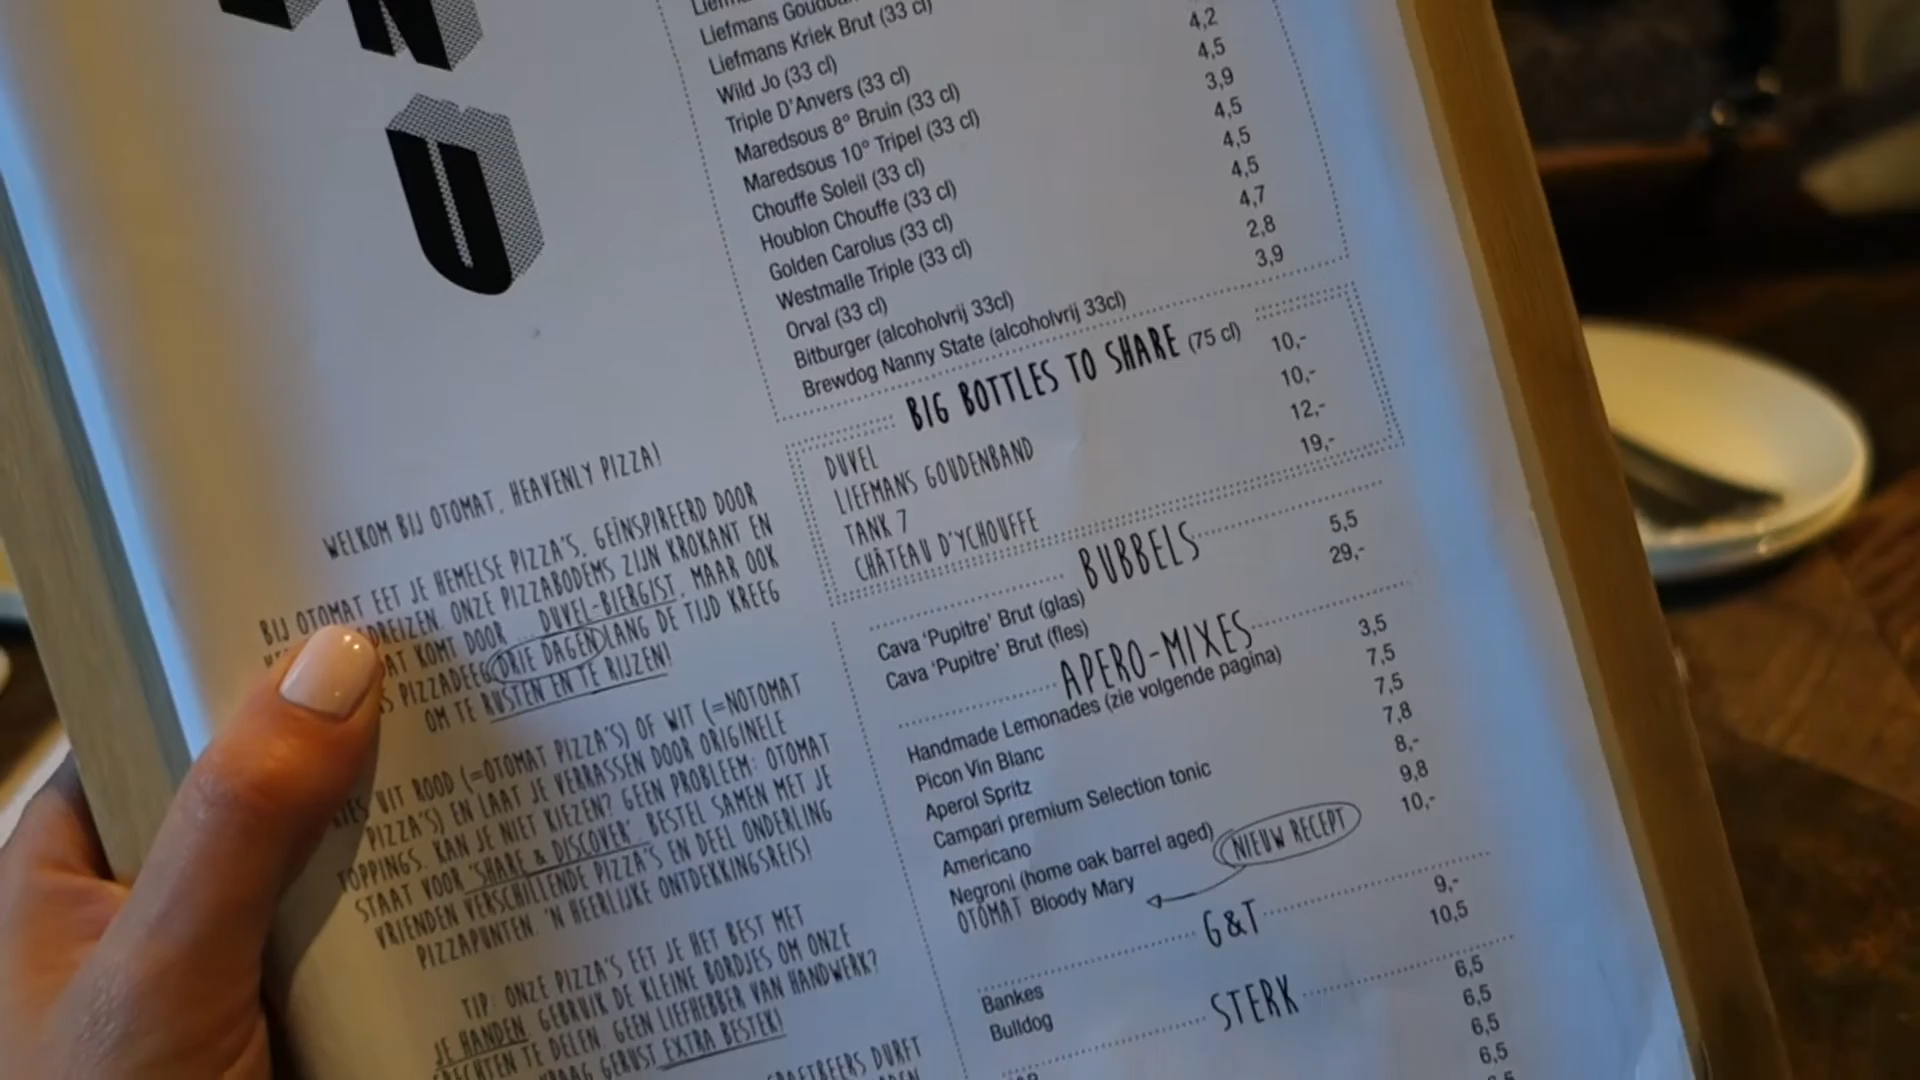 U
WELKOM BIJ OTOMAT, HEAVENLY PIZZA!
BIJ OTOMAT EET JE HEMELSE PIZZA'S, GEÏNSPIREERD DOOR
DREIZEN. ONZE PIZZABODEMS ZIJN KROKANT EN
DAT KOMT DOOR ... DUVEL-BIERGIST, MAAR OOK
PIZZADEEG DRIE DAGEN LANG DE TIJD KREEG
OM TE RUSTEN EN TE RIJZEN!
KIES UIT ROOD (=OTOMAT PIZZA'S) OF WIT (=NOTOMAT
PIZZA'S) EN LAAT JE VERRASSEN DOOR ORIGINELE
TOPPINGS. KAN JE NIET KIEZEN? GEEN PROBLEEM: OTOMAT
STAAT VOOR 'SHARE & DISCOVER'. BESTEL SAMEN MET JE
VRIENDEN VERSCHILLENDE PIZZA'S EN DEEL ONDERLING
PIZZAPUNTEN. 'N HEERLIJKE ONTDEKKINGSREIS!
TIP: ONZE PIZZA'S EET JE HET BEST MET
JE HANDEN. GEBRUIK DE KLEINE BORDJES OM ONZE
TE DELEN. GEEN LIEFHEBBER VAN HANDWERK?
GERUST EXTRA BESTEK!
DURFT
Liefmans
Liefmans Kriek Brut (33 cl)
Wild Jo (33 cl)
Triple D'Anvers (33 cl)
Maredsous 8° Bruin (33 cl) 4,2
Maredsous 10° Tripel (33 cl) 4,5
Chouffe Soleil (33 cl) 3,9
Houblon Chouffe (33 cl) 4,5
Golden Carolus (33 cl) 4,5
Westmalle Triple (33 cl) 4,5
Orval (33 cl) 4,7
Bitburger (alcoholvrij 33cl) 2,8
Brewdog Nanny State (alcoholvrij 33cl) 3,9
BIG BOTTLES TO SHARE (75 cl)
DUVEL 10,-
LIEFMANS GOUDENBAND 10,-
TANK 7 12,-
CHÂTEAU D'YCHOUFFE 19,-
BUBBELS
Cava 'Pupitre' Brut (glas) 5,5
Cava 'Pupitre' Brut (fles) 29,-
APERO-MIXES
Handmade Lemonades (zie volgende pagina) 3,5
Picon Vin Blanc 7,5
Aperol Spritz 7,5
Campari premium Selection tonic 7,8
Americano 8,-
Negroni (home oak barrel aged) 9,8
OTOMAT Bloody Mary NIEUW RECEPT 10,-
G&T
Bankes 9,-
Bulldog 10,5
STERK
6,5
6,5
6,5
6,5